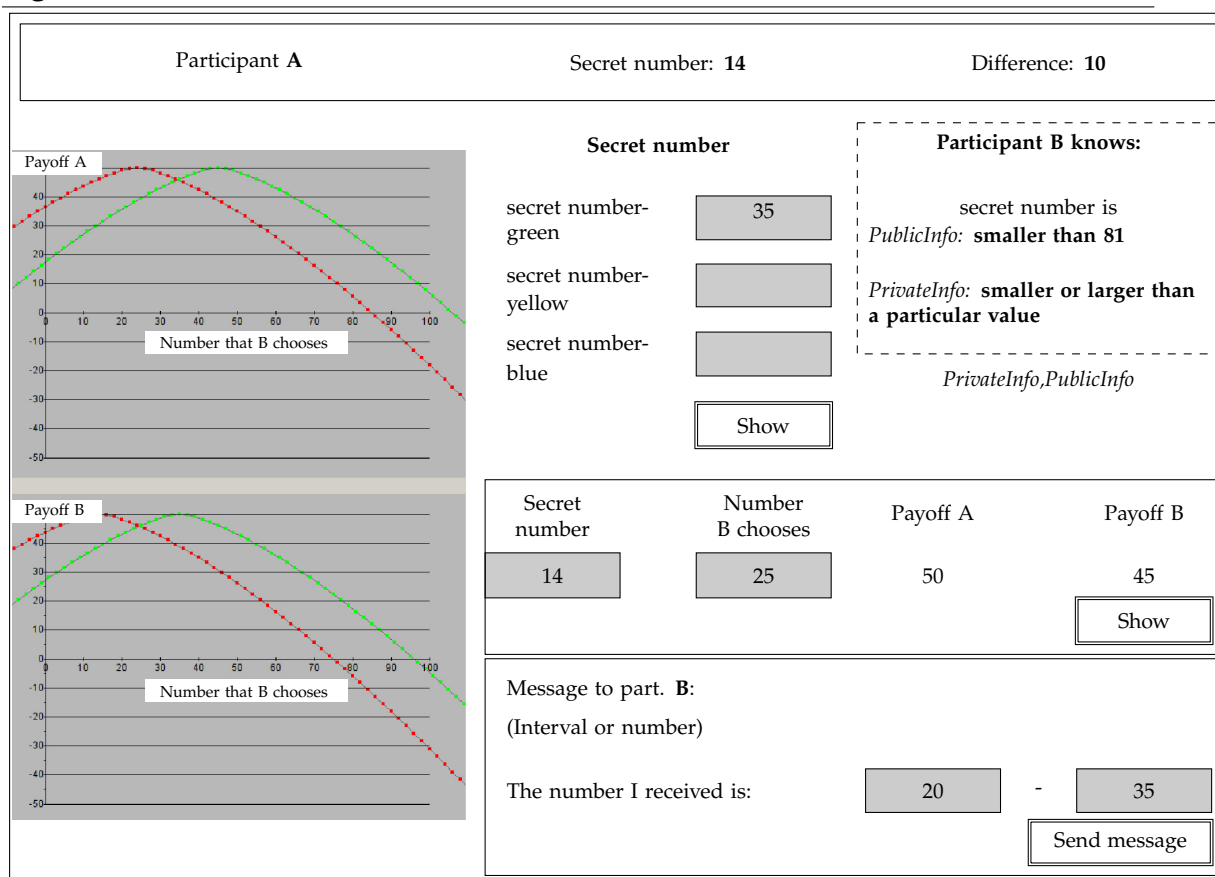 Participant A Secret number: 14 Difference: 10
Payoff A
40
30
20
10
0
0 10 20 30 40 50 60 70 80 90 100
Number that B chooses
-10
-20
-30
-40
-50
Payoff B
40
30
20
10
0
0 10 20 30 40 50 60 70 80 90 100
Number that B chooses
-10
-20
-30
-40
-50
Secret number
secret number-
green
35
secret number-
yellow
secret number-
blue
Show
Participant B knows:
secret number is
PublicInfo: smaller than 81
PrivateInfo: smaller or larger than
a particular value
PrivateInfo,PublicInfo
Secret
number
Number
B chooses
Payoff A
Payoff B
14 25 50 45
Show
Message to part. B:
(Interval or number)
The number I received is: 20 - 35
Send message